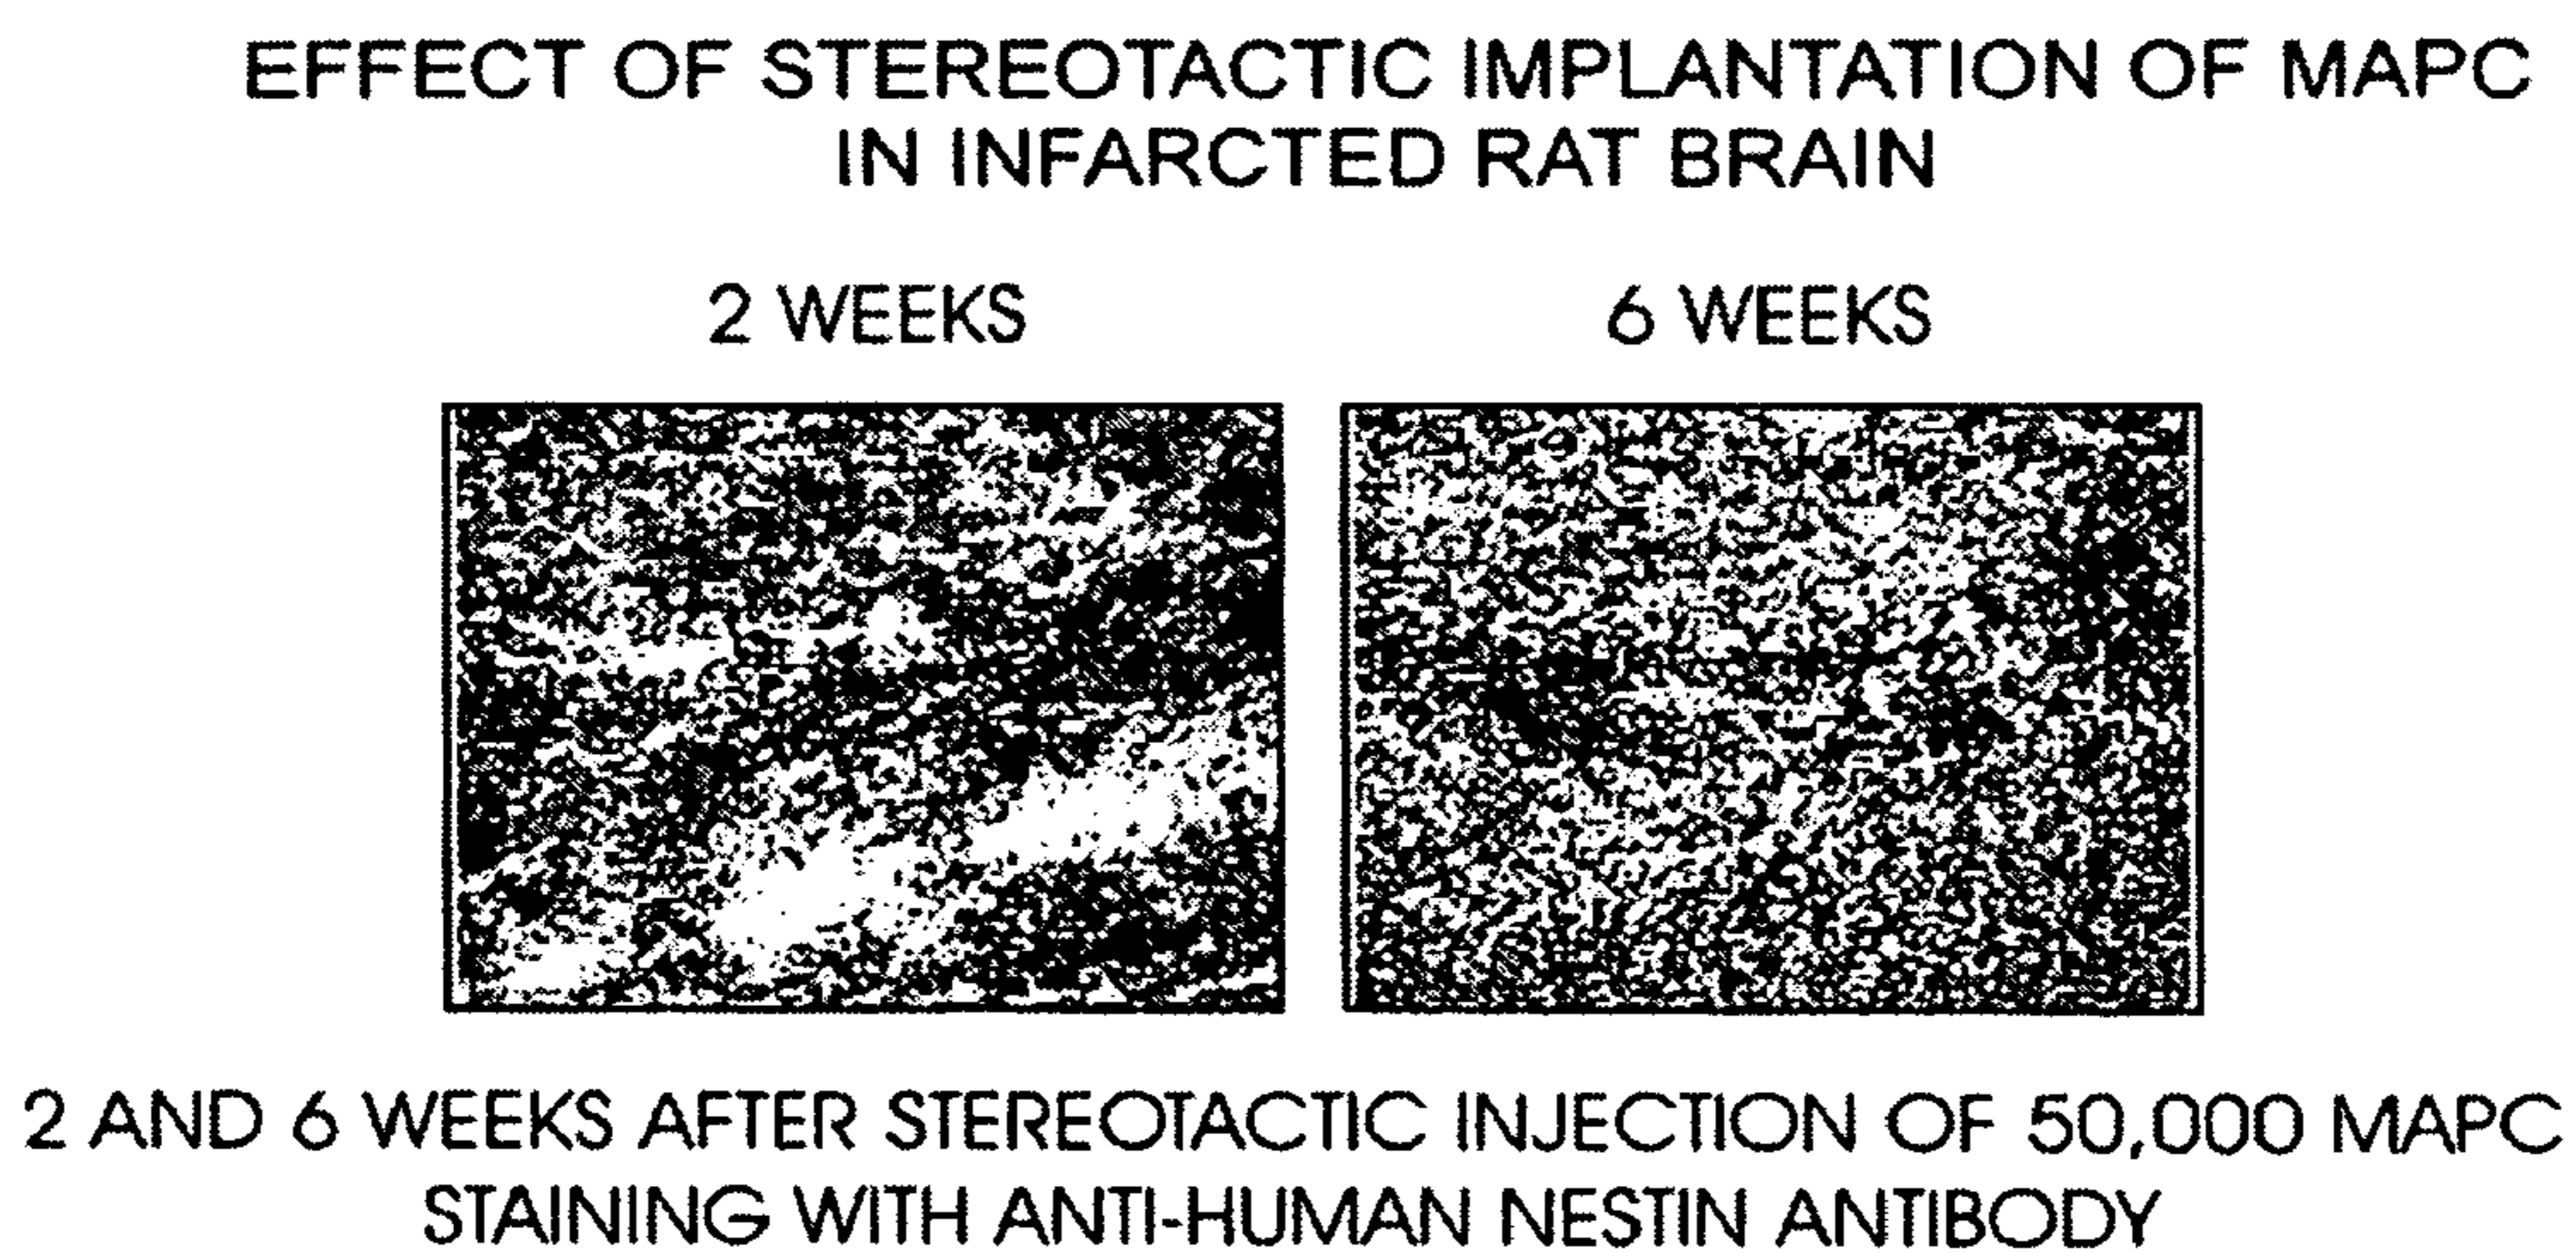 EFFECT OF STEREOTACTIC IMPLANTATION OF MAPC
IN INFARCTED RAT BRAIN
2 WEEKS
6 WEEKS
2 AND 6 WEEKS AFTER STEREOTACTIC INJECTION OF 50,000 MAPC
STAINING WITH ANTI-HUMAN NESTIN ANTIBODY